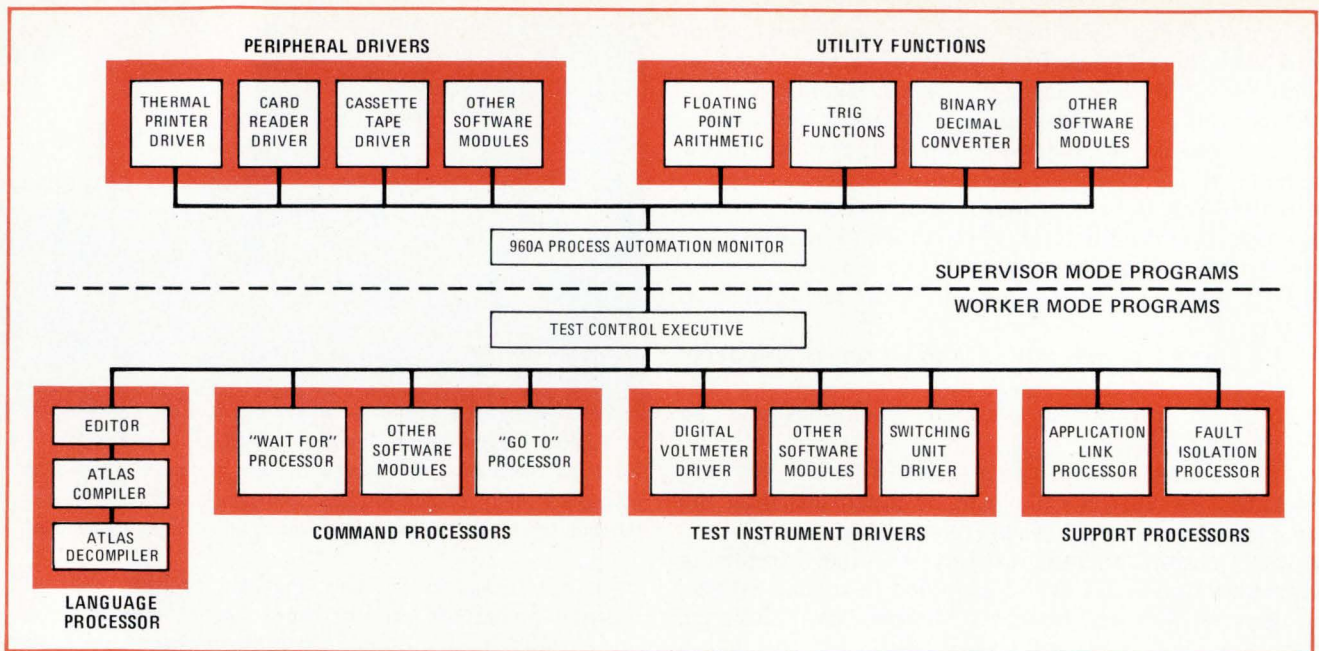 PERIPHERAL DRIVERS
UTILITY FUNCTIONS
THERMAL
PRINTER
DRIVER
CARD
READER
DRIVER
CASSETTE
TAPE
DRIVER
OTHER
SOFTWARE
MODULES
FLOATING
POINT
ARITHMETIC
TRIG
FUNCTIONS
BINARY
DECIMAL
CONVERTER
OTHER
SOFTWARE
MODULES
960A PROCESS AUTOMATION MONITOR
SUPERVISOR MODE PROGRAMS
WORKER MODE PROGRAMS
TEST CONTROL EXECUTIVE
EDITOR
ATLAS
COMPILER
ATLAS
DECOMPILER
LANGUAGE
PROCESSOR
"WAIT FOR"
PROCESSOR
OTHER
SOFTWARE
MODULES
"GO TO"
PROCESSOR
COMMAND PROCESSORS
DIGITAL
VOLTMETER
DRIVER
OTHER
SOFTWARE
MODULES
SWITCHING
UNIT
DRIVER
TEST INSTRUMENT DRIVERS
APPLICATION
LINK
PROCESSOR
FAULT
ISOLATION
PROCESSOR
SUPPORT PROCESSORS